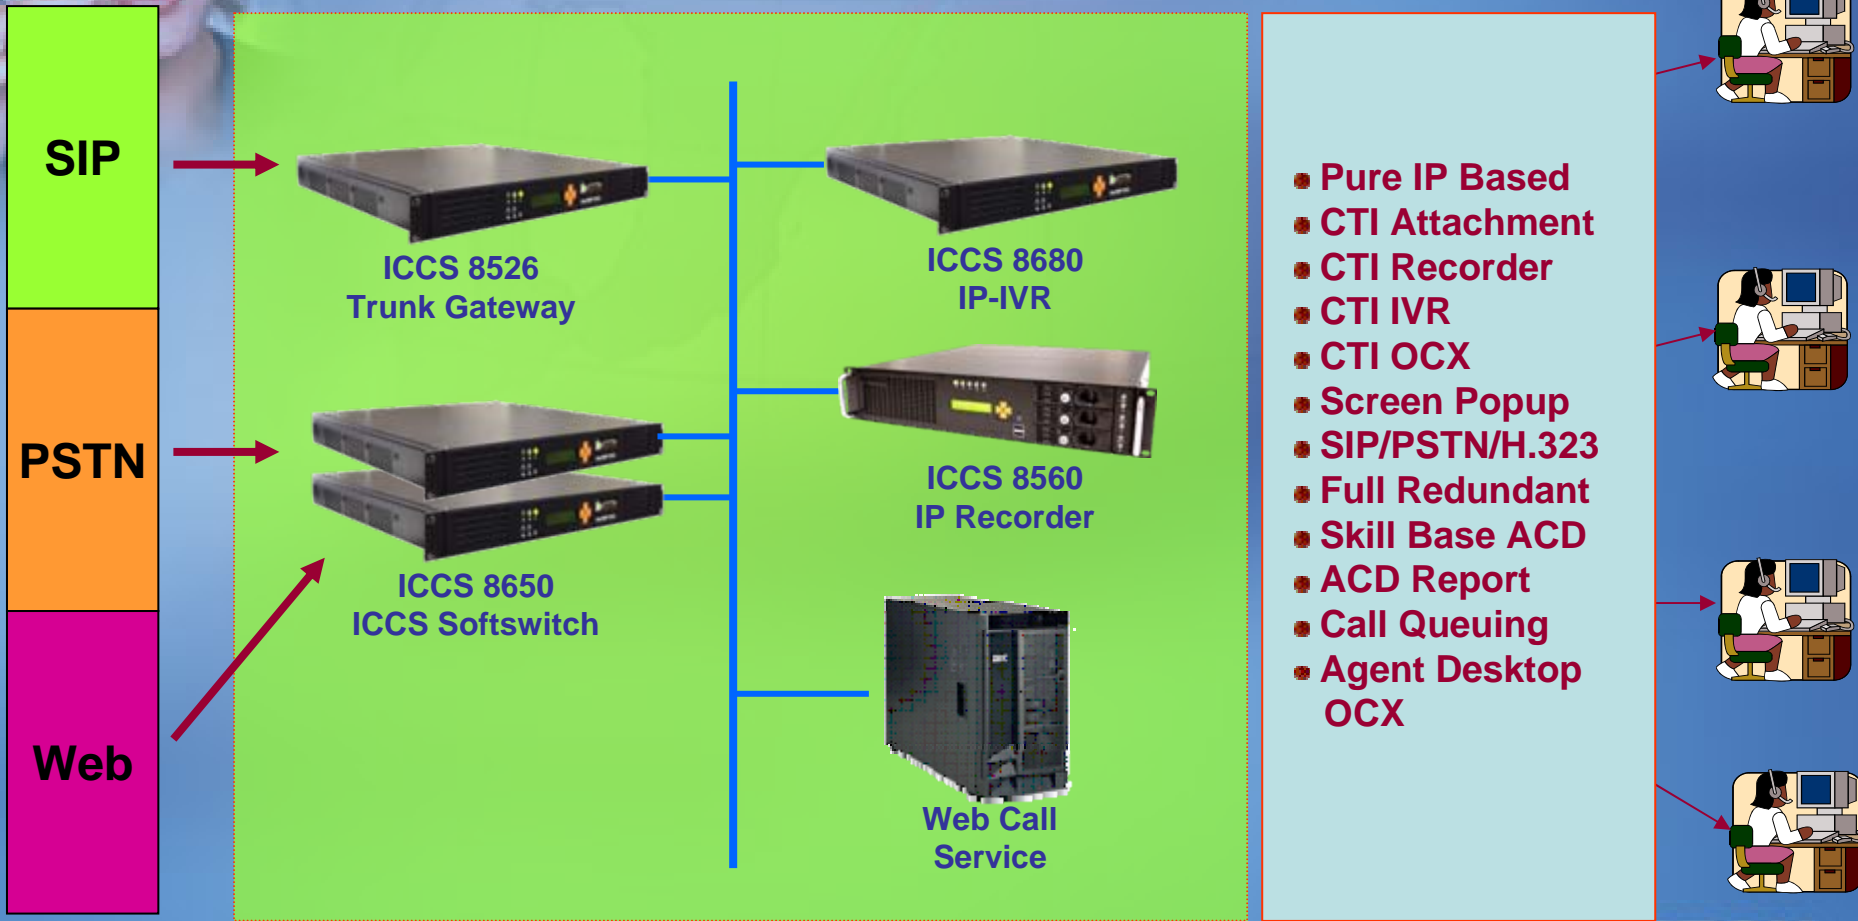 SIP
PSTN
Web
ICCS 8526
Trunk Gateway
ICCS 8650
ICCS Softswitch
ICCS 8680
IP-IVR
ICCS 8560
IP Recorder
Web Call
Service
Pure IP Based
CTI Attachment
CTI Recorder
CTI IVR
CTI OCX
Screen Popup
SIP/PSTN/H.323
Full Redundant
Skill Base ACD
ACD Report
Call Queuing
Agent Desktop
OCX